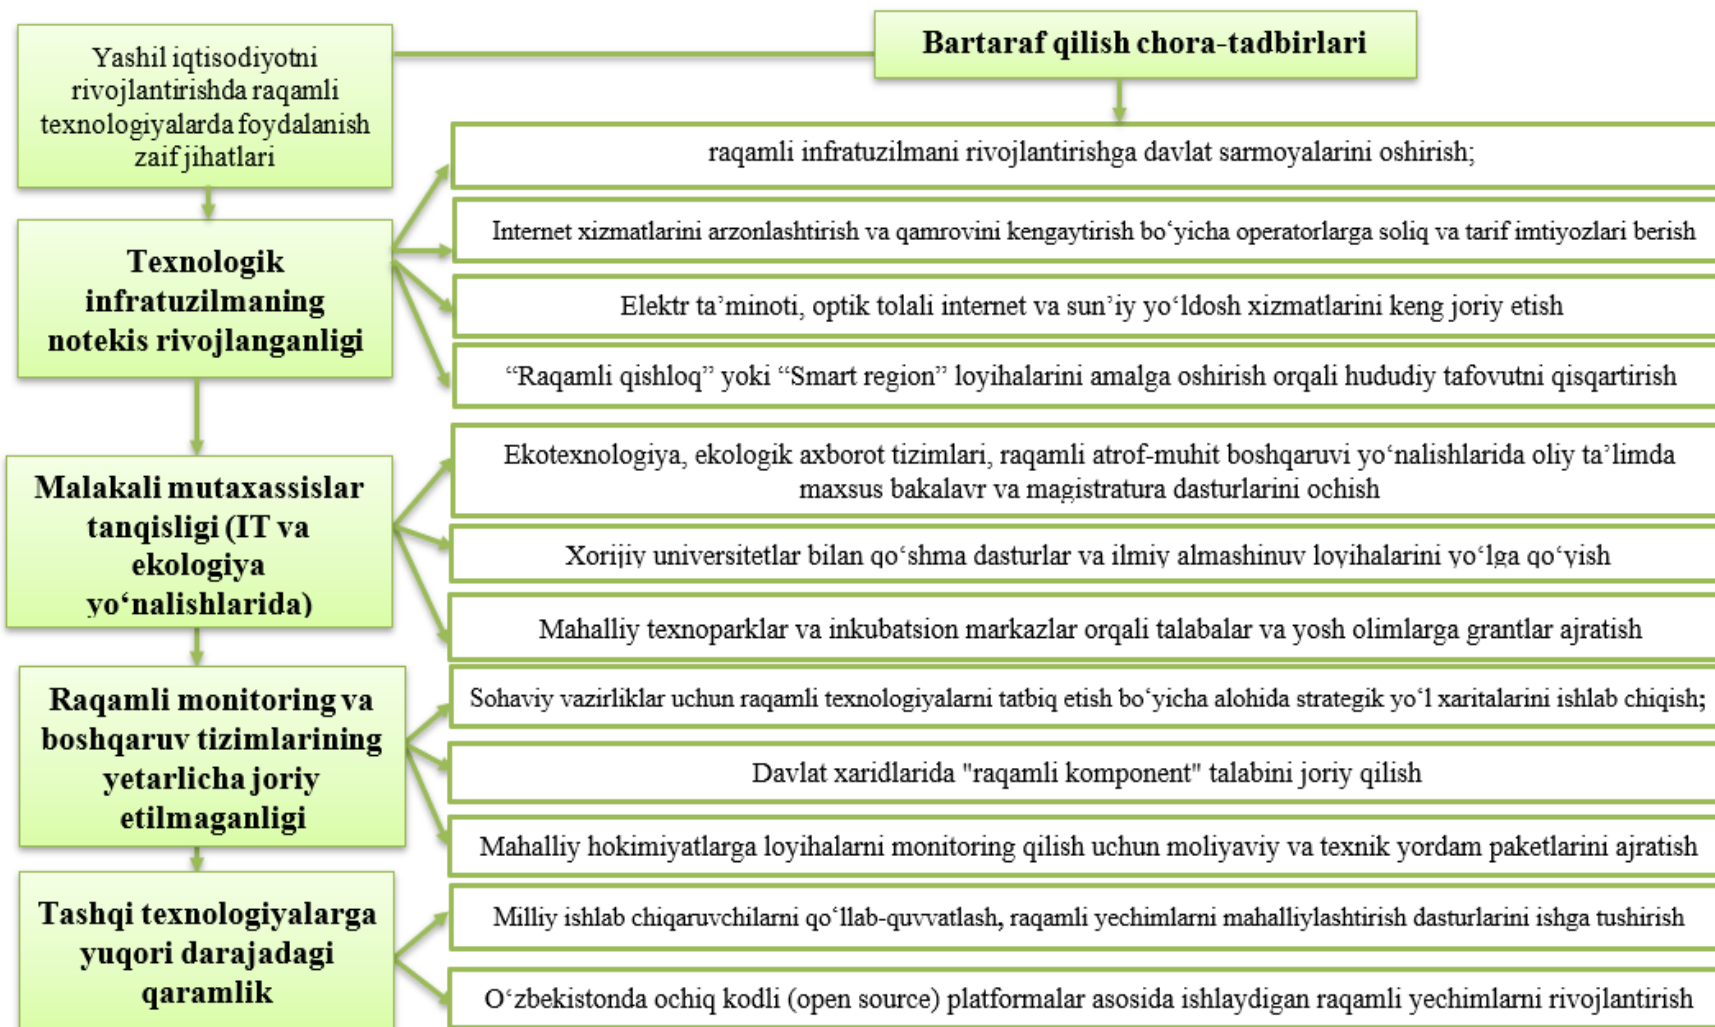 Yashil iqtisodiyotni
rivojlantirishda raqamli
texnologiyalarda foydalanish
zaif jihatlari
Bartaraf qilish chora-tadbirlari
Texnologik
infratuzilmaning
notekis rivojlanganligi
raqamli infratuzilmani rivojlantirishga davlat sarmoyalarini oshirish;
Internet xizmatlarini arzonlashtirish va qamrovini kengaytirish bo‘yicha operatorlarga soliq va tarif imtiyozlari berish
Elektr ta’minoti, optik tolali internet va sun’iy yo‘ldosh xizmatlarini keng joriy etish
“Raqamli qishloq” yoki “Smart region” loyihalarini amalga oshirish orqali hududiy tafovutni qisqartirish
Malakali mutaxassislar
tanqisligi (IT va
ekologiya
yo‘nalishlarida)
Ekotexnologiya, ekologik axborot tizimlari, raqamli atrof-muhit boshqaruvi yo‘nalishlarida oliy ta’limda
maxsus bakalavr va magistratura dasturlarini ochish
Xorijiy universitetlar bilan qo‘shma dasturlar va ilmiy almashinuv loyihalarini yo‘lga qo‘yish
Mahalliy texnoparklar va inkubatsion markazlar orqali talabalar va yosh olimlarga grantlar ajratish
Raqamli monitoring va
boshqaruv tizimlarining
yetarlicha joriy
etilmaganligi
Sohaviy vazirliklar uchun raqamli texnologiyalarni tatbiq etish bo‘yicha alohida strategik yo‘l xaritalarini ishlab chiqish;
Davlat xaridlarida "raqamli komponent" talabini joriy qilish
Mahalliy hokimiyatlarga loyihalarni monitoring qilish uchun moliyaviy va texnik yordam paketlarini ajratish
Tashqi texnologiyalarga
yuqori darajadagi
qaramlik
Milliy ishlab chiqaruvchilarni qo‘llab-quvvatlash, raqamli yechimlarni mahalliylashtirish dasturlarini ishga tushirish
O‘zbekistonda ochiq kodli (open source) platformalar asosida ishlaydigan raqamli yechimlarni rivojlantirish